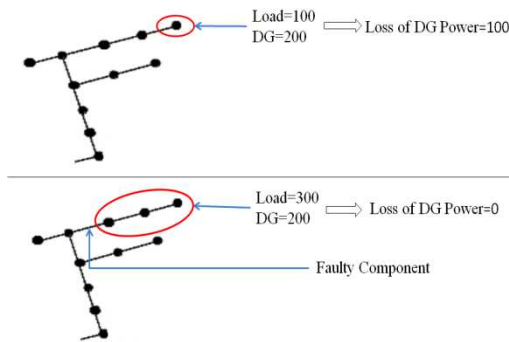 Load=100
DG=200
Loss of DG Power=100
Load=300
DG=200
Loss of DG Power=0
Faulty Component